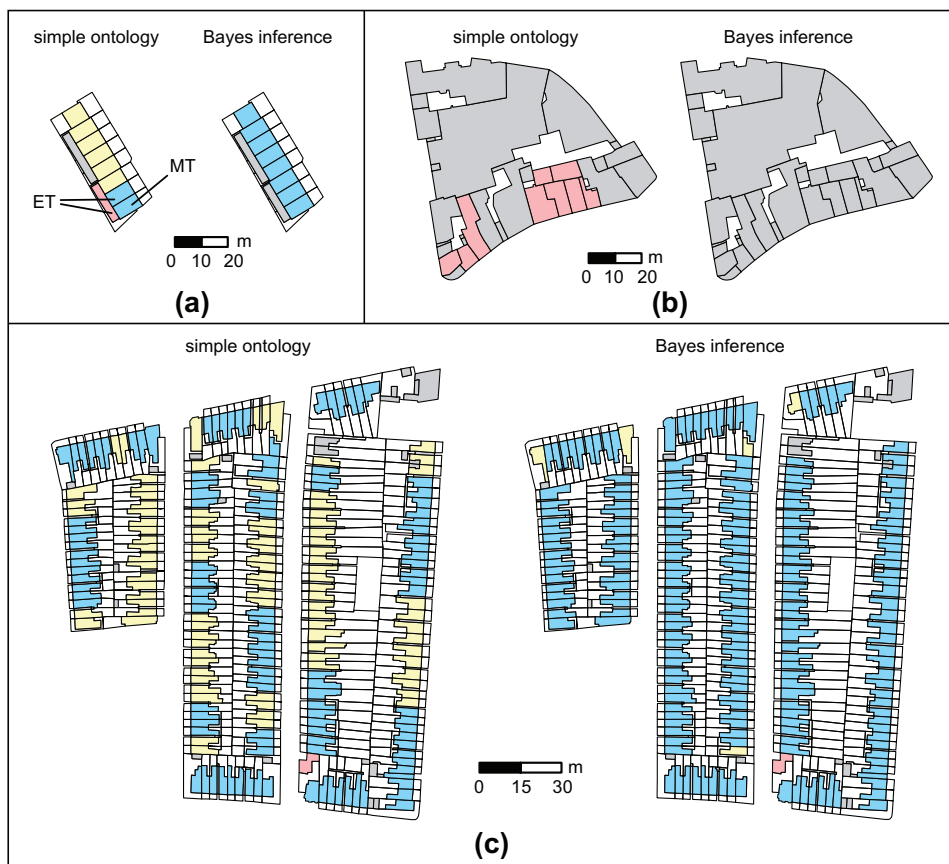 simple ontology
Bayes inference
ET
MT
m
0 10 20
(a)
simple ontology
Bayes inference
m
0 10 20
(b)
simple ontology
Bayes inference
m
0 15 30
(c)